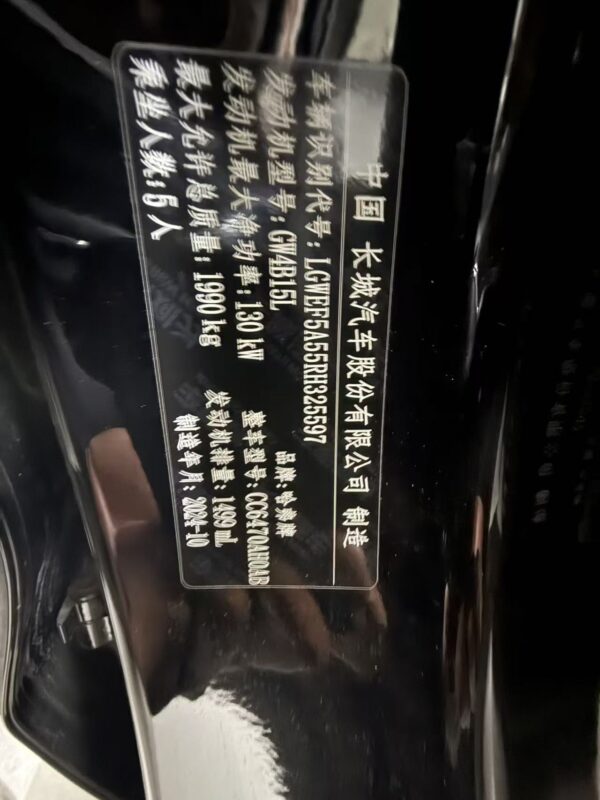 中国 长城汽车股份有限公司 制造
品牌:哈弗牌
车辆识别代号:LGWEF5A55RH325597
整车型号:CC6470AH0AB
发动机型号:GW4B15L
发动机最大净功率:130 kW
发动机排量:1499 mL
最大允许总质量:1990 kg
制造年月:2024-10
乘坐人数:5人